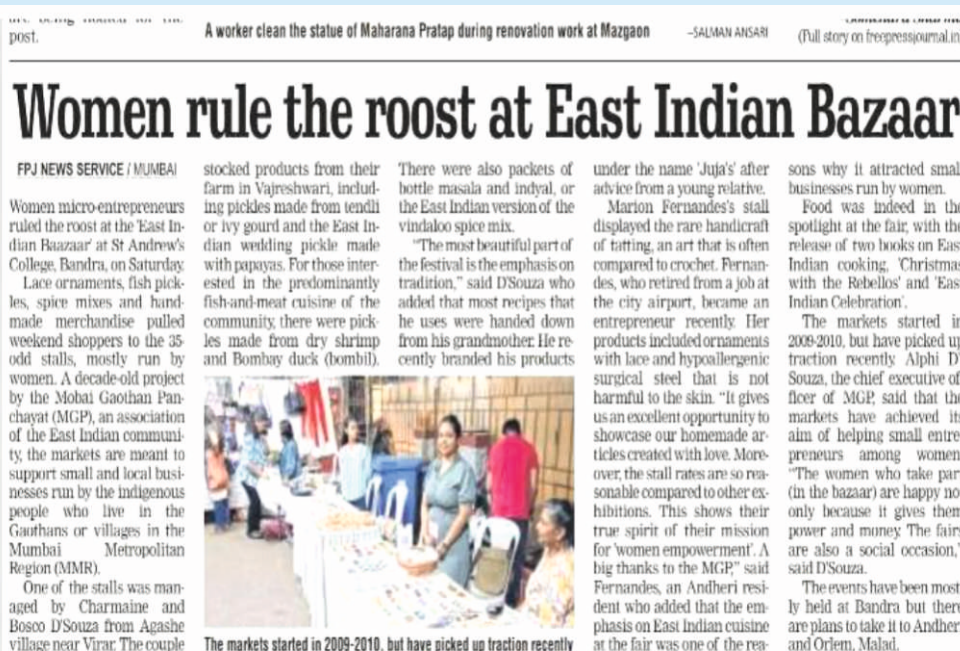 post.
A worker clean the statue of Maharana Pratap during renovation work at Mazgaon
–SALMAN ANSARI
(Full story on freepressjournal.in
Women rule the roost at East Indian Bazaar
FPJ NEWS SERVICE / MUMBAI
Women micro-entrepreneurs
ruled the roost at the 'East In-
dian Baazaar' at St Andrew's
College, Bandra, on Saturday.
Lace ornaments, fish pick-
les, spice mixes and hand-
made merchandise pulled
weekend shoppers to the 35-
odd stalls, mostly run by
women. A decade-old project
by the Mobai Gaothan Pan-
chayat (MGP), an association
of the East Indian communi-
ty, the markets are meant to
support small and local busi-
nesses run by the indigenous
people who live in the
Gaothans or villages in the
Mumbai Metropolitan
Region (MMR).
One of the stalls was man-
aged by Charmaine and
Bosco D'Souza from Agashe
village near Virar. The couple
stocked products from their
farm in Vajreshwari, includ-
ing pickles made from tendli
or ivy gourd and the East In-
dian wedding pickle made
with papayas. For those inter-
ested in the predominantly
fish-and-meat cuisine of the
community, there were pick-
les made from dry shrimp
and Bombay duck (bombil).
There were also packets of
bottle masala and indyal, or
the East Indian version of the
vindaloo spice mix.
"The most beautiful part of
the festival is the emphasis on
tradition," said D'Souza who
added that most recipes that
he uses were handed down
from his grandmother. He re-
cently branded his products
The markets started in 2009-2010, but have picked up traction recently
under the name 'Juja's' after
advice from a young relative.
Marion Fernandes's stall
displayed the rare handicraft
of tatting, an art that is often
compared to crochet. Fernan-
des, who retired from a job at
the city airport, became an
entrepreneur recently. Her
products included ornaments
with lace and hypoallergenic
surgical steel that is not
harmful to the skin. "It gives
us an excellent opportunity to
showcase our homemade ar-
ticles created with love. More-
over, the stall rates are so rea-
sonable compared to other ex-
hibitions. This shows their
true spirit of their mission
for 'women empowerment'. A
big thanks to the MGP," said
Fernandes, an Andheri resi-
dent who added that the em-
phasis on East Indian cuisine
at the fair was one of the rea-
sons why it attracted smal
businesses run by women.
Food was indeed in the
spotlight at the fair, with the
release of two books on Eas
Indian cooking, 'Christmas
with the Rebellos' and 'Eas
Indian Celebration'.
The markets started in
2009-2010, but have picked up
traction recently. Alphi D'
Souza, the chief executive of
ficer of MGP, said that the
markets have achieved its
aim of helping small entre
preneurs among women
"The women who take par
(in the bazaar) are happy no
only because it gives them
power and money. The fairs
are also a social occasion,"
said D'Souza.
The events have been most
ly held at Bandra but there
are plans to take it to Andher
and Orlem, Malad.